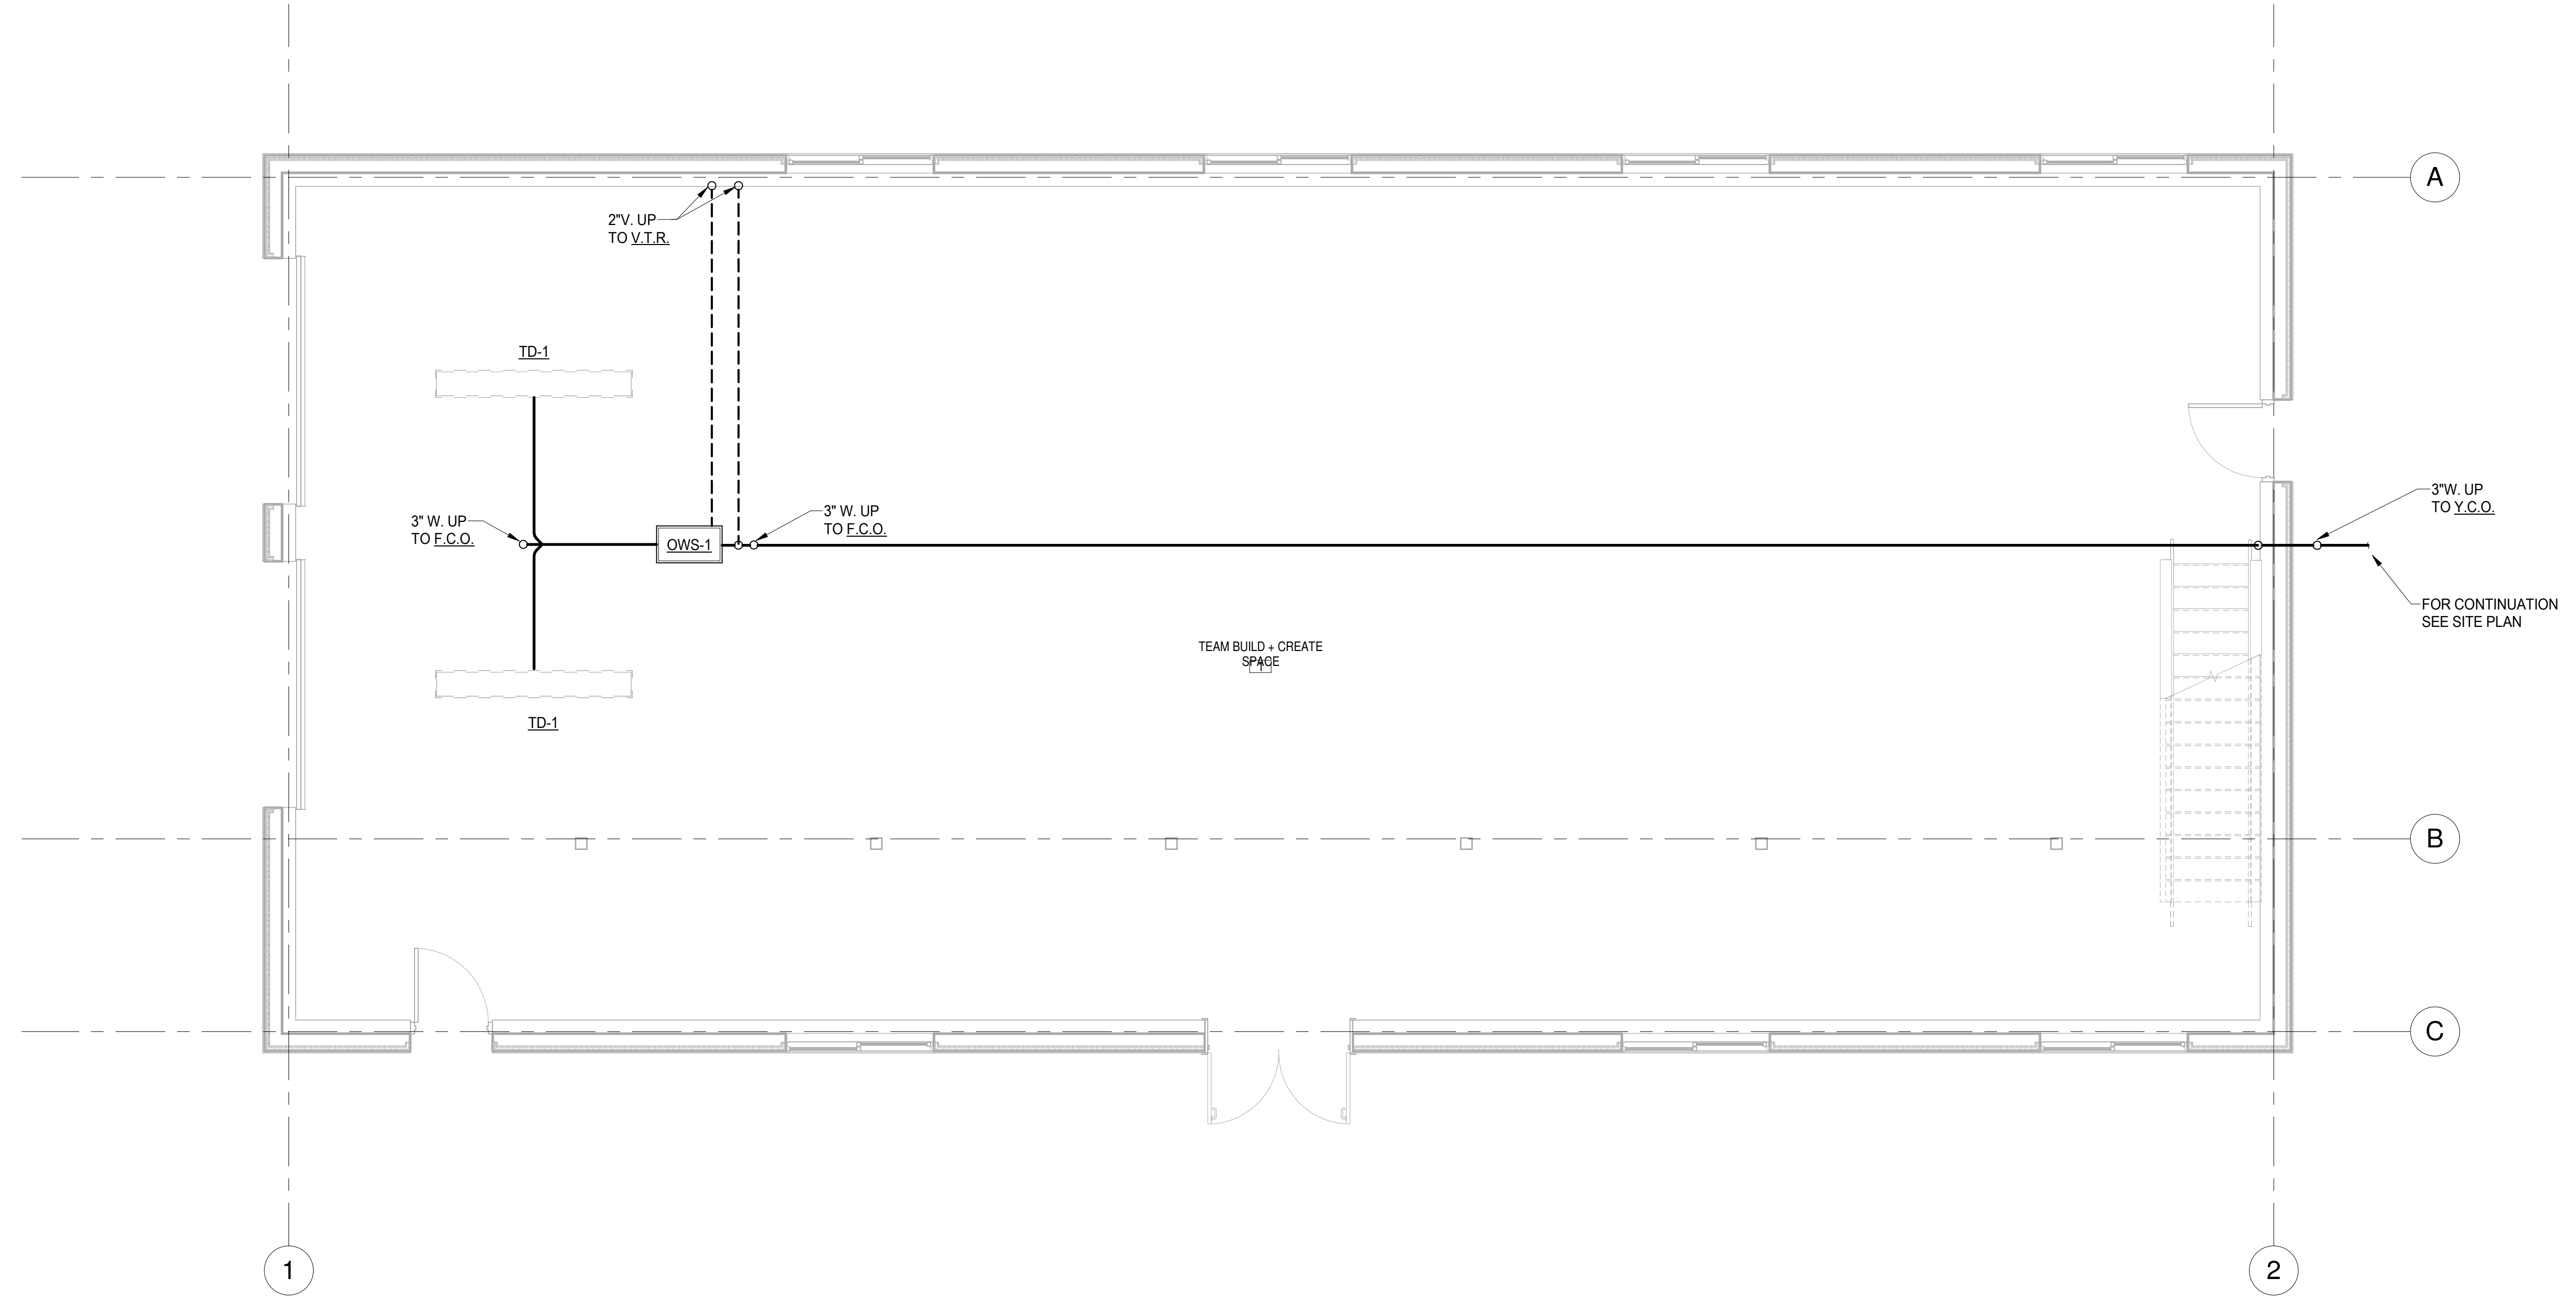 A
2"V. UP
TO V.T.R.
TD-1
3" W. UP
TO F.C.O.
OWS-1
3" W. UP
TO F.C.O.
3"W. UP
TO Y.C.O.
FOR CONTINUATION
SEE SITE PLAN
TEAM BUILD + CREATE
SPACE
1
TD-1
B
C
1
2